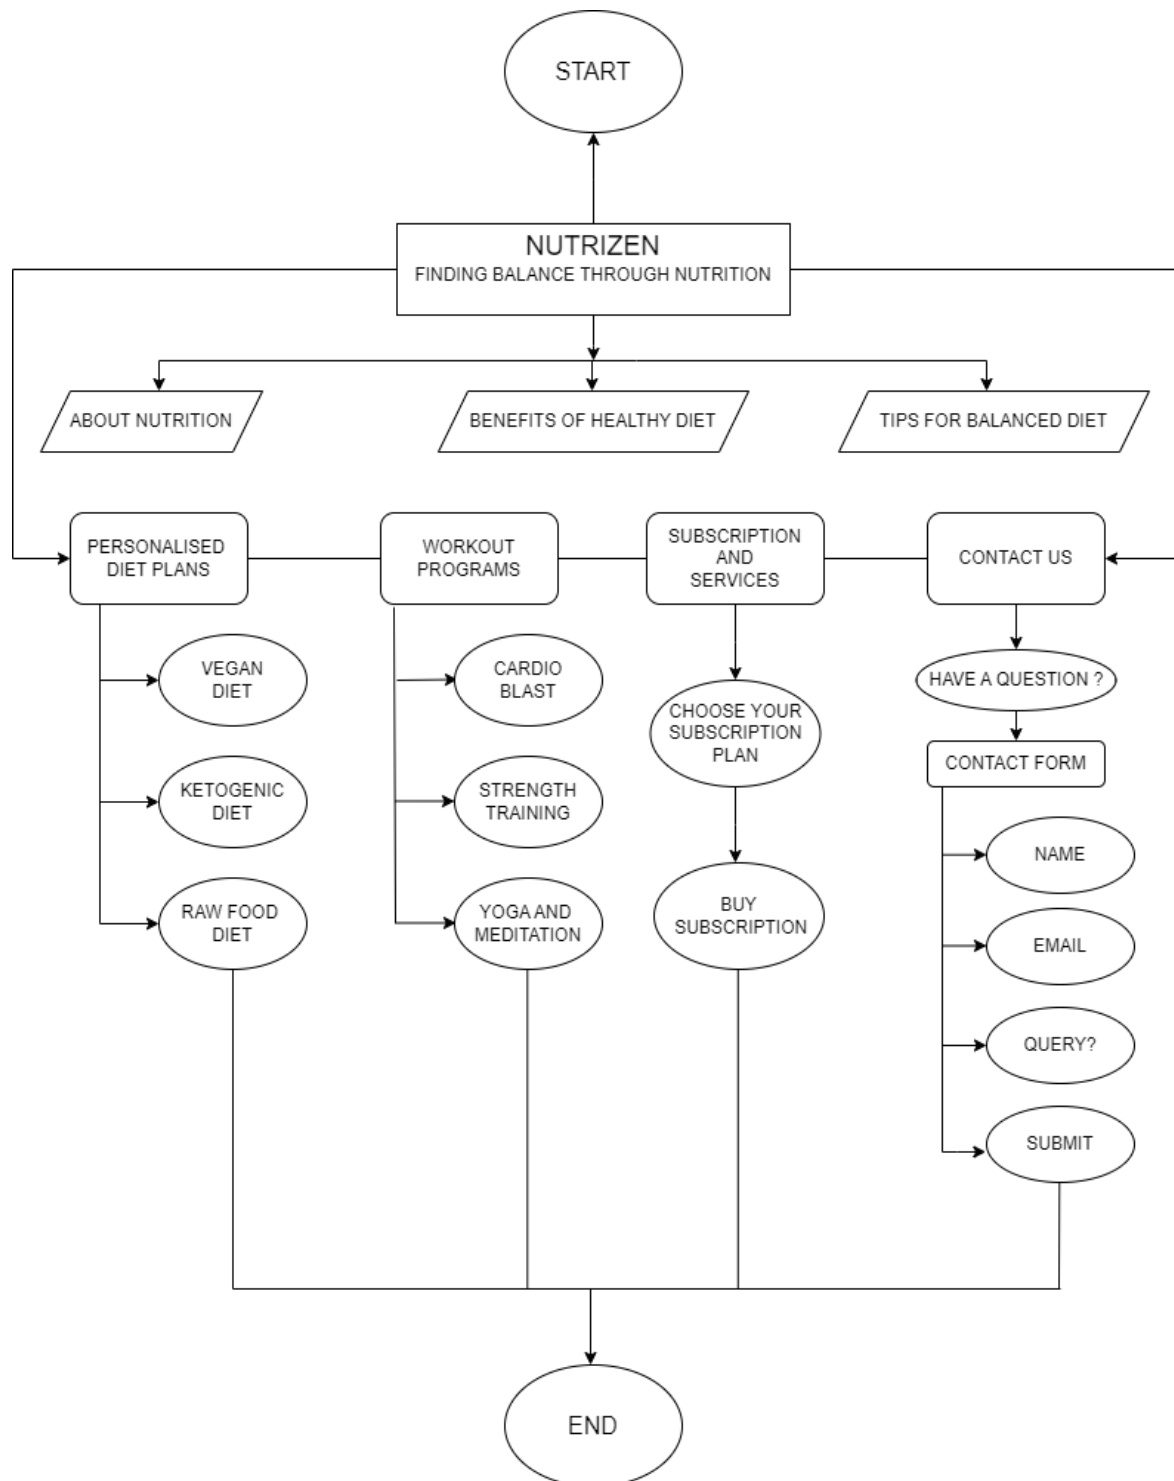 START
NUTRIZEN
FINDING BALANCE THROUGH NUTRITION
ABOUT NUTRITION
BENEFITS OF HEALTHY DIET
TIPS FOR BALANCED DIET
PERSONALISED
DIET PLANS
WORKOUT
PROGRAMS
SUBSCRIPTION
AND
SERVICES
CONTACT US
VEGAN
DIET
KETOGENIC
DIET
RAW FOOD
DIET
CARDIO
BLAST
STRENGTH
TRAINING
YOGA AND
MEDITATION
CHOOSE YOUR
SUBSCRIPTION
PLAN
BUY
SUBSCRIPTION
HAVE A QUESTION ?
CONTACT FORM
NAME
EMAIL
QUERY?
SUBMIT
END